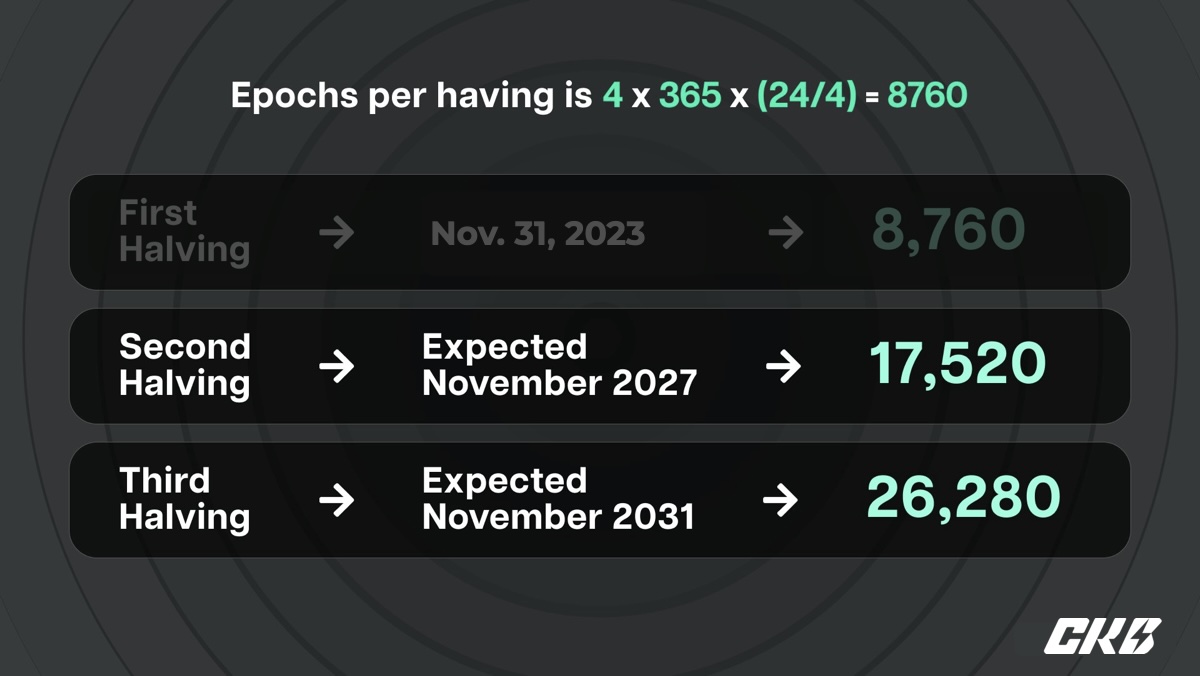 Epochs per having is 4 x 365 x (24/4) = 8760
First
Halving
→
Nov. 31, 2023
→
8,760
Second
Halving
→
Expected
November 2027
→
17,520
Third
Halving
→
Expected
November 2031
→
26,280
CKB